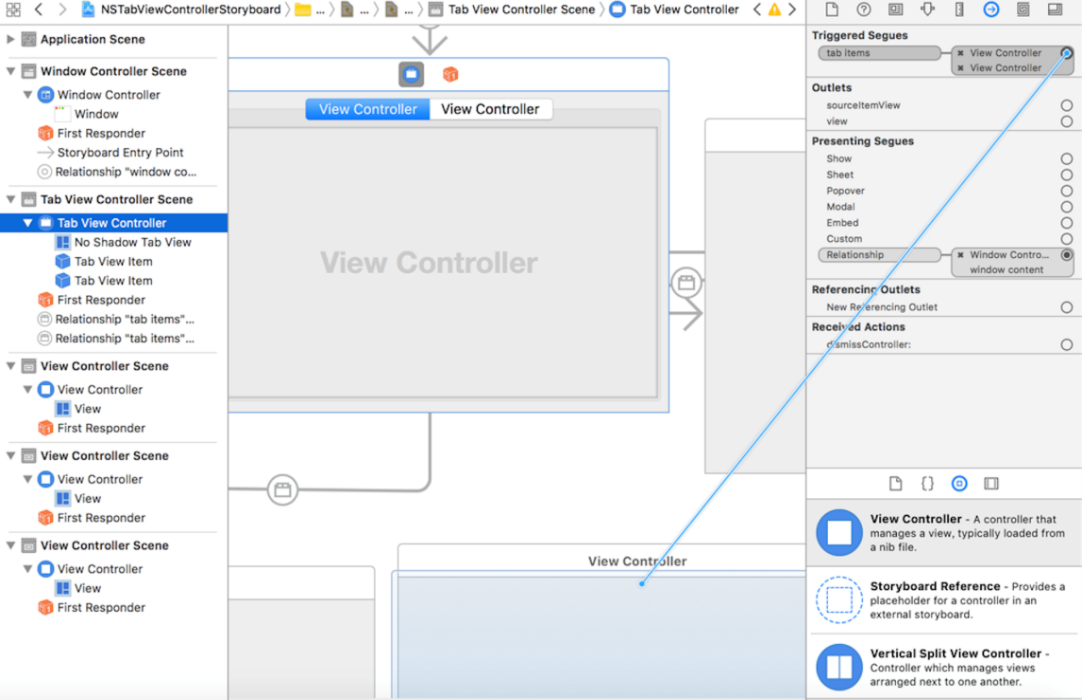 NSTabViewControllerStoryboard
...
...
Tab View Controller Scene
Tab View Controller
Application Scene
Window Controller Scene
Window Controller
Window
First Responder
Storyboard Entry Point
Relationship "window co...
Tab View Controller Scene
Tab View Controller
No Shadow Tab View
Tab View Item
Tab View Item
First Responder
Relationship "tab items"...
Relationship "tab items"...
View Controller Scene
View Controller
View
First Responder
View Controller Scene
View Controller
View
First Responder
View Controller Scene
View Controller
View
First Responder
View Controller
View Controller
View Controller
View Controller
Triggered Segues
tab items
View Controller
View Controller
Outlets
sourceItemView
view
Presenting Segues
Show
Sheet
Popover
Modal
Embed
Custom
Relationship
Window Contro...
window content
Referencing Outlets
New Referencing Outlet
Received Actions
dismissController:
View Controller - A controller that
manages a view, typically loaded from
a nib file.
Storyboard Reference - Provides a
placeholder for a controller in an
external storyboard.
Vertical Split View Controller -
Controller which manages views
arranged next to one another.